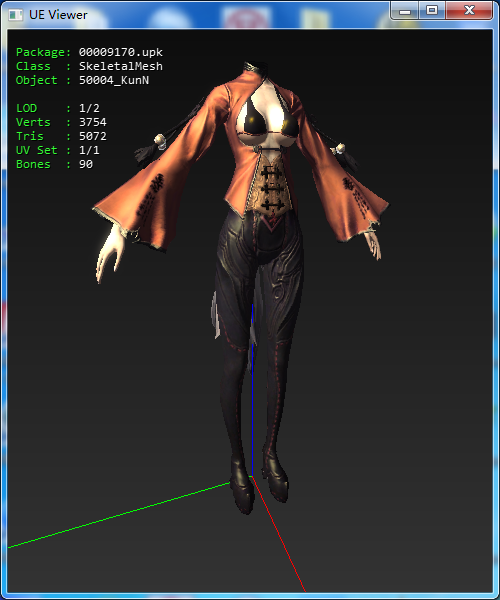 UE Viewer
Package: 00009170.upk
Class : SkeletalMesh
Object : 50004_KunN
LOD : 1/2
Verts : 3754
Tris : 5072
UV Set : 1/1
Bones : 90